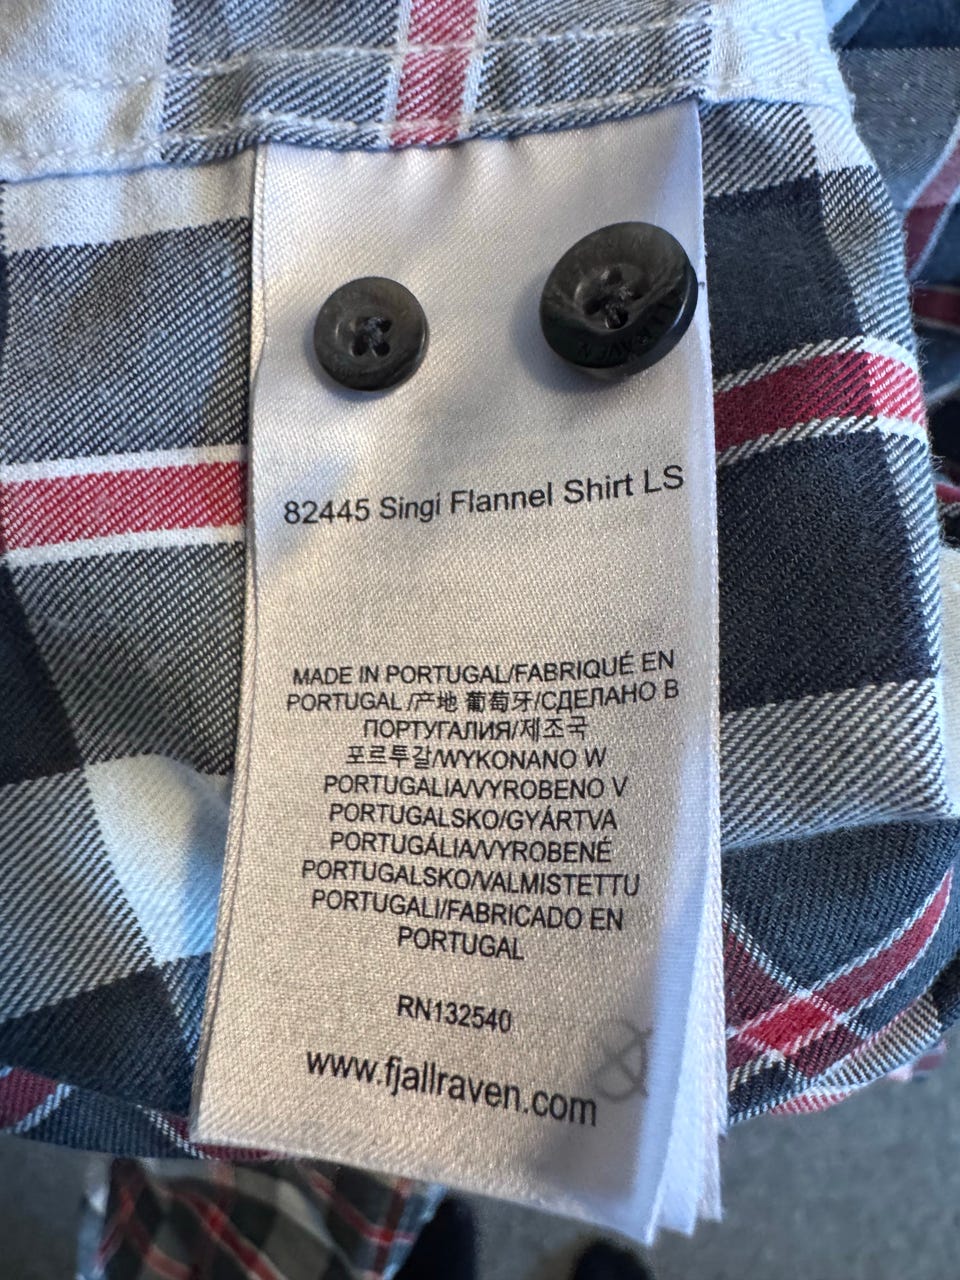 82445 Singi Flannel Shirt LS
MADE IN PORTUGAL/FABRIQUÉ EN
PORTUGAL /产地 葡萄牙/СДЕЛАНО В
ПОРТУГАЛИЯ/제조국
포르투갈/WYKONANO W
PORTUGALIA/VYROBENO V
PORTUGALSKO/GYÁRTVA
PORTUGÁLIA/VYROBENÉ
PORTUGALSKO/VALMISTETTU
PORTUGALI/FABRICADO EN
PORTUGAL
RN132540
www.fjallraven.com